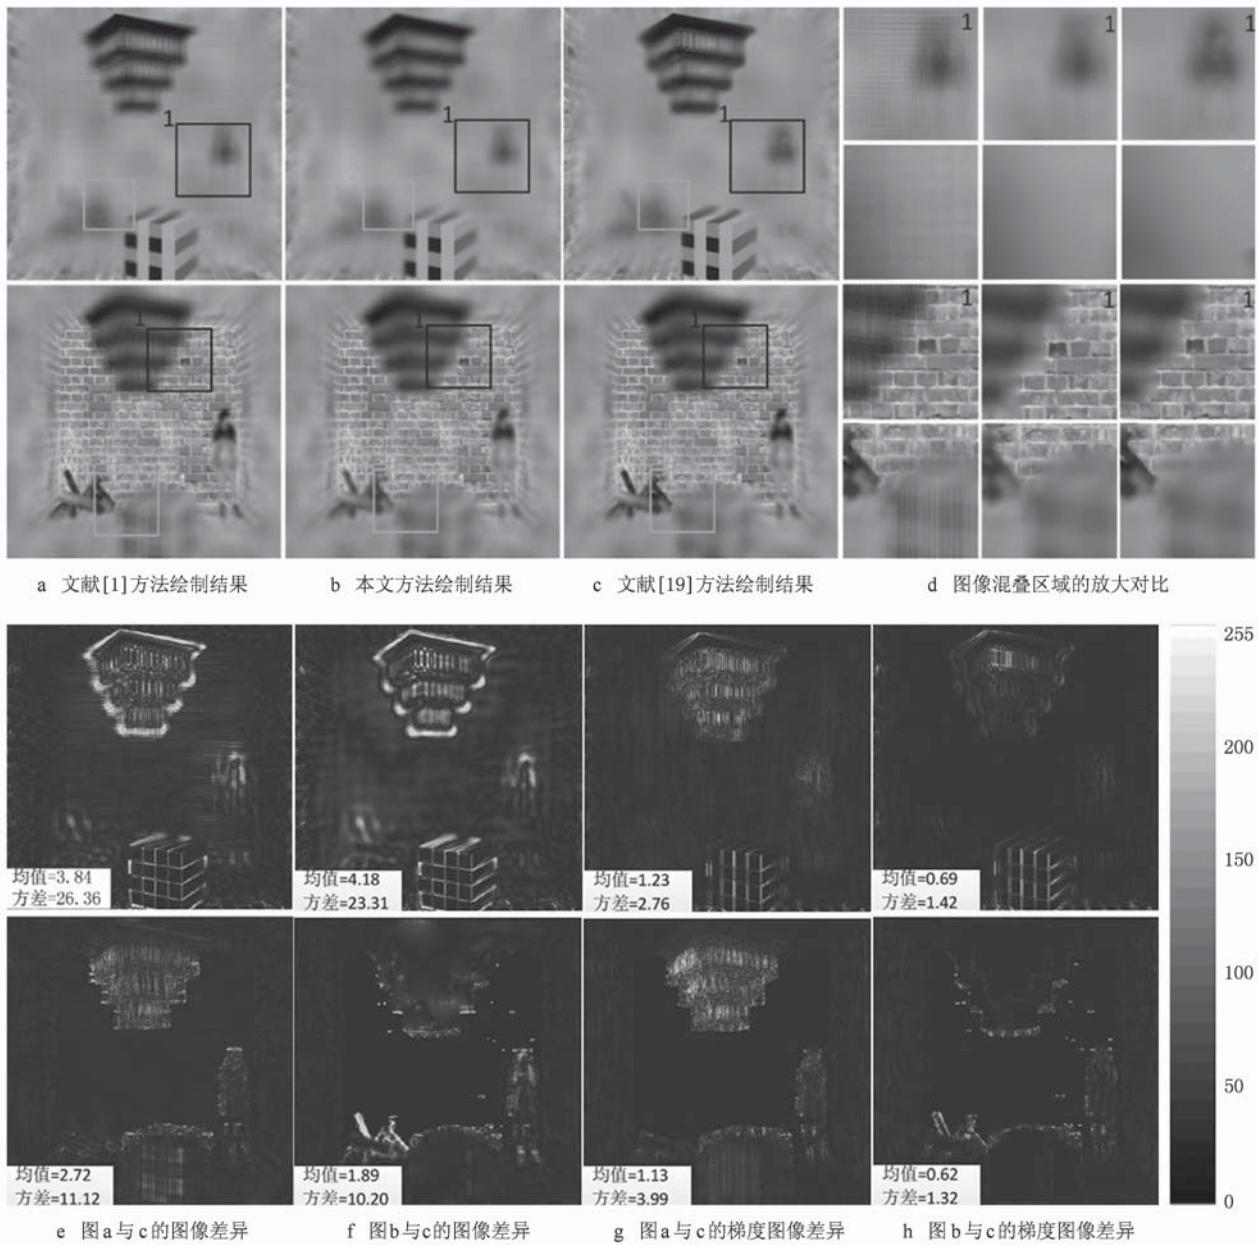 1
1
1
1
1
1
1
1
1
1
1
1
a 文献[1]方法绘制结果
b 本文方法绘制结果
c 文献[19]方法绘制结果
d 图像混叠区域的放大对比
均值=3.84
方差=26.36
均值=4.18
方差=23.31
均值=1.23
方差=2.76
均值=0.69
方差=1.42
均值=2.72
方差=11.12
均值=1.89
方差=10.20
均值=1.13
方差=3.99
均值=0.62
方差=1.32
255
200
150
100
50
0
e 图a与c的图像差异
f 图b与c的图像差异
g 图a与c的梯度图像差异
h 图b与c的梯度图像差异